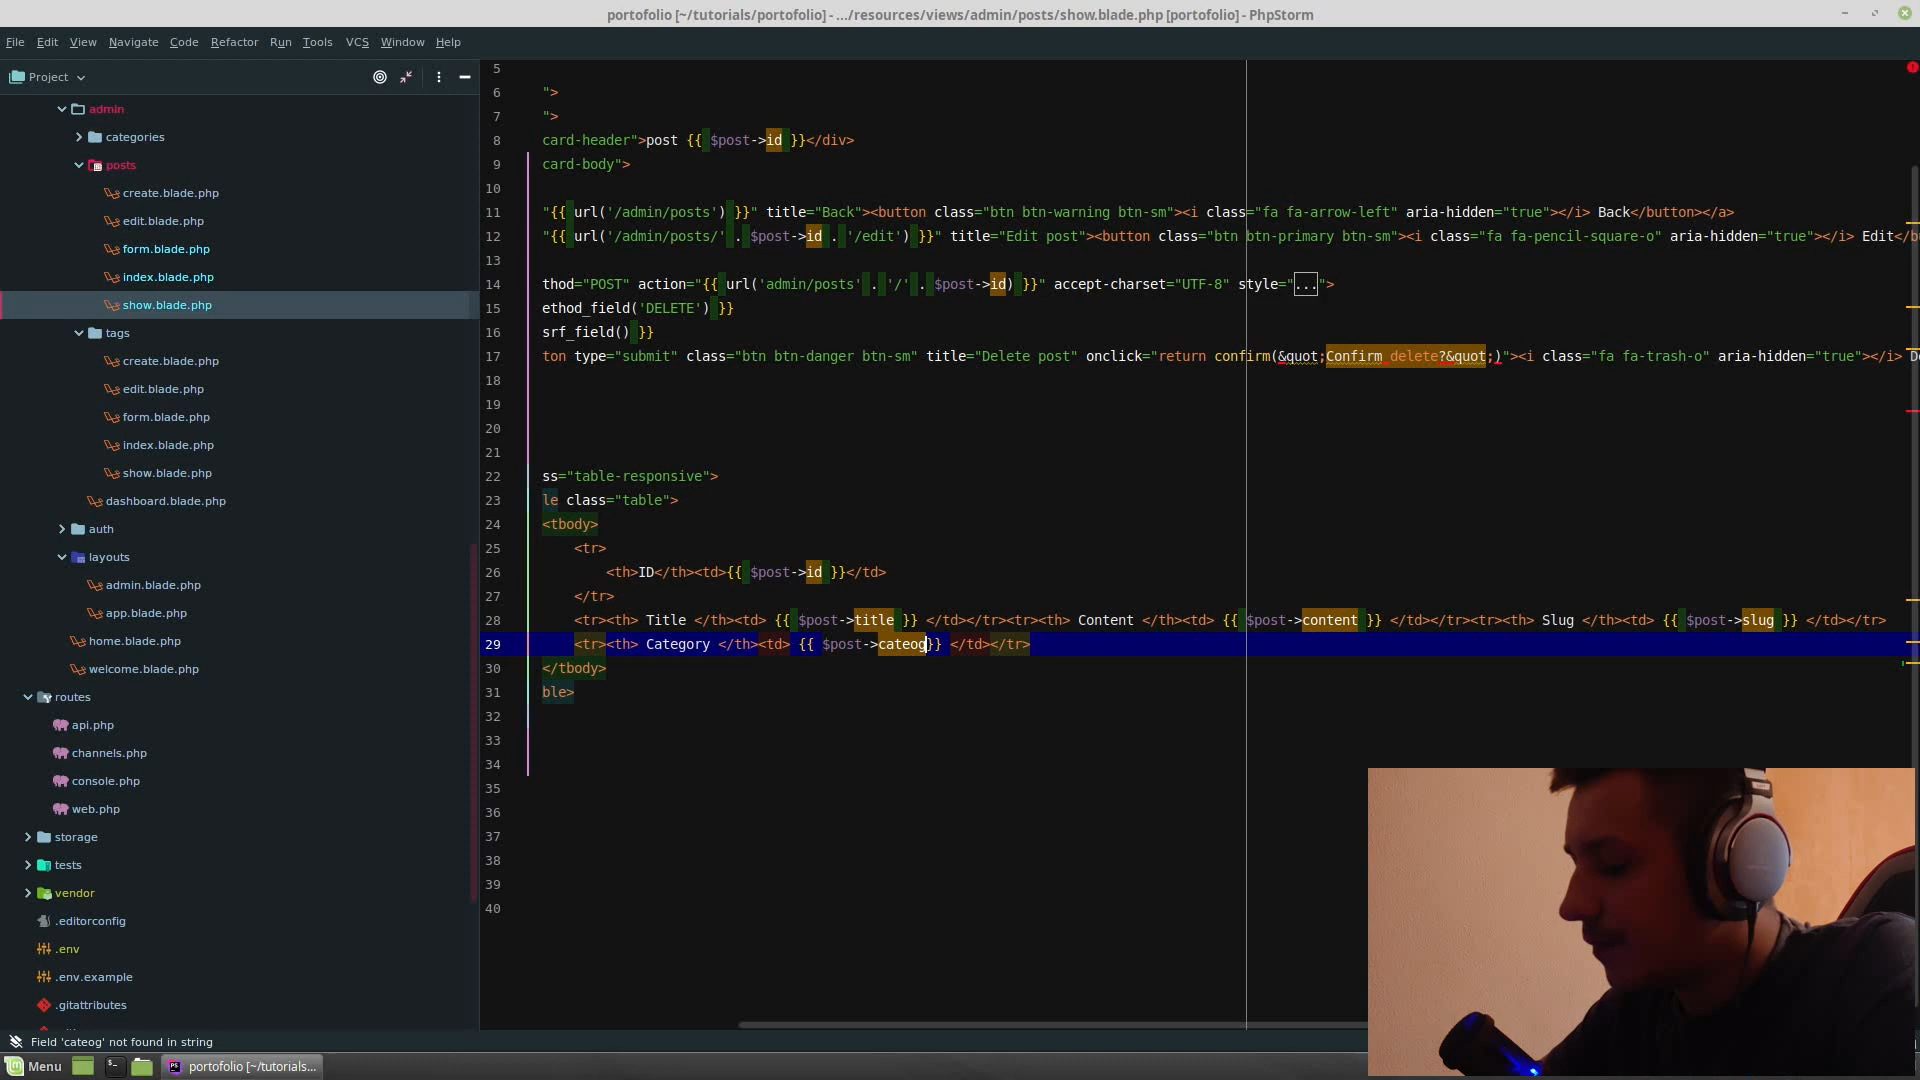 portofolio [~/tutorials/portofolio] - .../resources/views/admin/posts/show.blade.php [portofolio] - PhpStorm
File Edit View Navigate Code Refactor Run Tools VCS Window Help
Project
admin
categories
posts
create.blade.php
edit.blade.php
form.blade.php
index.blade.php
show.blade.php
tags
create.blade.php
edit.blade.php
form.blade.php
index.blade.php
show.blade.php
dashboard.blade.php
auth
layouts
admin.blade.php
app.blade.php
home.blade.php
welcome.blade.php
routes
api.php
channels.php
console.php
web.php
storage
tests
vendor
.editorconfig
.env
.env.example
.gitattributes
5
6 ">
7 ">
8 card-header">post {{ $post->id }}</div>
9 card-body">
10
11 "{{ url('/admin/posts') }}" title="Back"><button class="btn btn-warning btn-sm"><i class="fa fa-arrow-left" aria-hidden="true"></i> Back</button></a>
12 "{{ url('/admin/posts/' . $post->id . '/edit') }}" title="Edit post"><button class="btn btn-primary btn-sm"><i class="fa fa-pencil-square-o" aria-hidden="true"></i> Edit</bu
13
14 thod="POST" action="{{ url('admin/posts' . '/' . $post->id) }}" accept-charset="UTF-8" style="...">
15 ethod_field('DELETE') }}
16 srf_field() }}
17 ton type="submit" class="btn btn-danger btn-sm" title="Delete post" onclick="return confirm(&quot;Confirm delete?&quot;)"><i class="fa fa-trash-o" aria-hidden="true"></i> De
18
19
20
21
22 ss="table-responsive">
23 le class="table">
24 <tbody>
25 <tr>
26 <th>ID</th><td>{{ $post->id }}</td>
27 </tr>
28 <tr><th> Title </th><td> {{ $post->title }} </td></tr><tr><th> Content </th><td> {{ $post->content }} </td></tr><tr><th> Slug </th><td> {{ $post->slug }} </td></tr>
29 <tr><th> Category </th><td> {{ $post->cateog}} </td></tr>
30 </tbody>
31 ble>
32
33
34
35
36
37
38
39
40
Field 'cateog' not found in string
Menu
portofolio [~/tutorials...